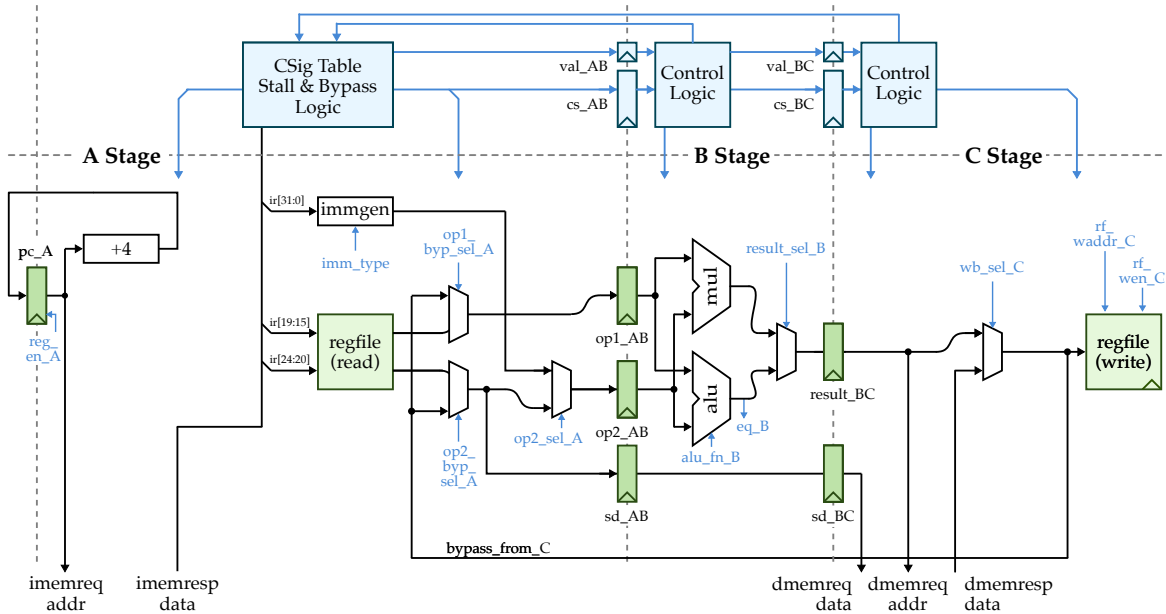 CSig Table
Stall & Bypass
Logic
val_AB
cs_AB
Control
Logic
val_BC
cs_BC
Control
Logic
A Stage
B Stage
C Stage
pc_A
+4
reg_
en_A
ir[31:0]
immgen
imm_type
op1_
byp_sel_A
ir[19:15]
ir[24:20]
regfile
(read)
op2_
byp_
sel_A
op2_sel_A
op1_AB
op2_AB
sd_AB
mul
alu
alu_fn_B
eq_B
result_sel_B
result_BC
sd_BC
wb_sel_C
rf_
waddr_C
rf_
wen_C
regfile
(write)
bypass_from_C
imemreq
addr
imemresp
data
dmemreq
data
dmemreq
addr
dmemresp
data